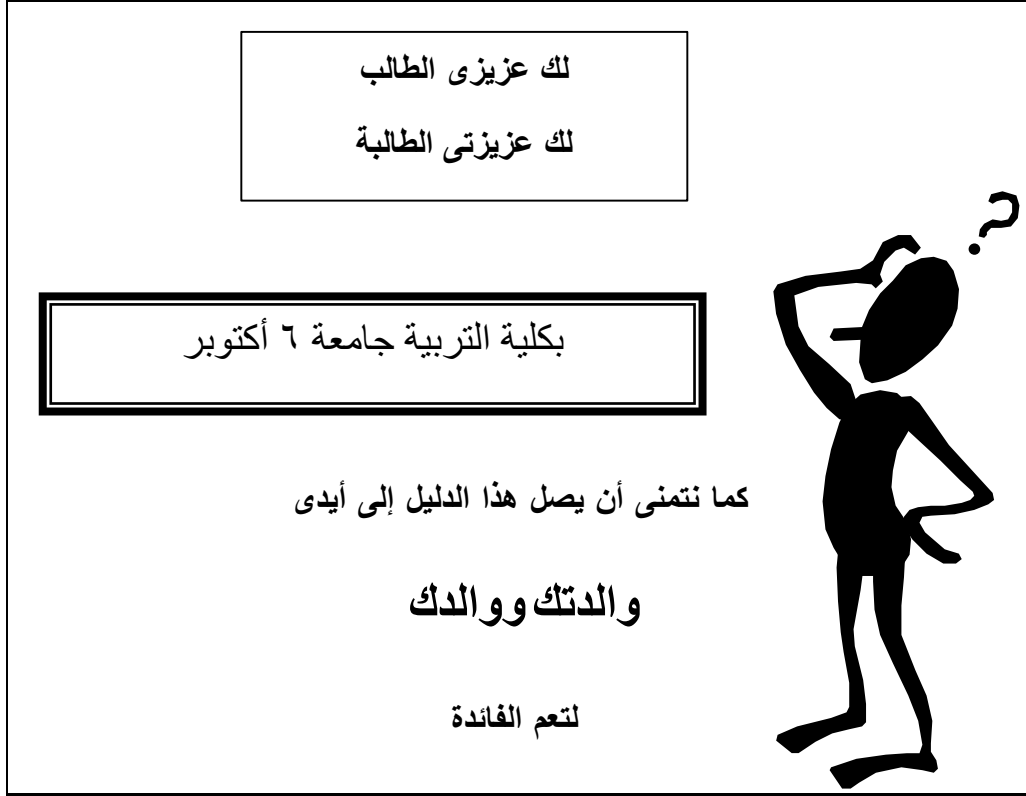 لك عزيزى الطالب
لك عزيزتى الطالبة
?
بكلية التربية جامعة ٦ أكتوبر
كما نتمنى أن يصل هذا الدليل إلى أيدى
والدتك ووالدك
لتعم الفائدة